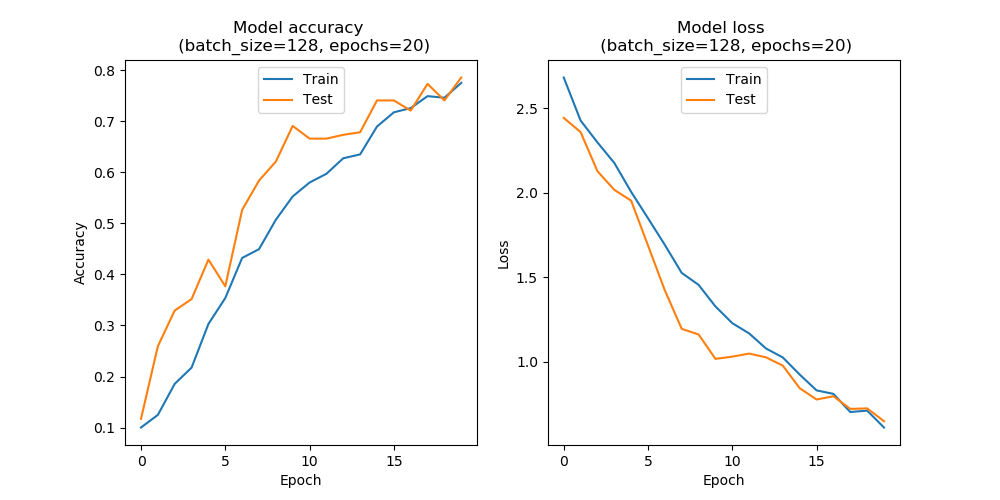 Model accuracy
(batch_size=128, epochs=20)
Train
Test
0.8
0.7
0.6
0.5
0.4
0.3
0.2
0.1
Accuracy
0
5
10
15
Epoch
Model loss
(batch_size=128, epochs=20)
Train
Test
2.5
2.0
1.5
1.0
Loss
0
5
10
15
Epoch